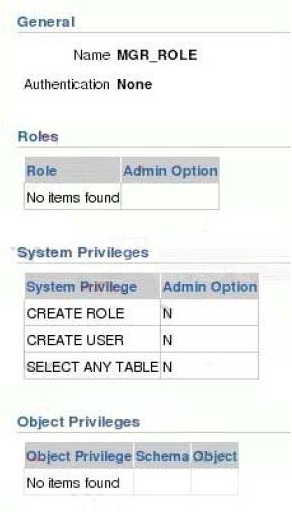 General
Name MGR_ROLE
Authentication None
Roles
Role Admin Option
No items found
System Privileges
System Privilege Admin Option
CREATE ROLE N
CREATE USER N
SELECT ANY TABLE N
Object Privileges
Object Privilege Schema Object
No items found